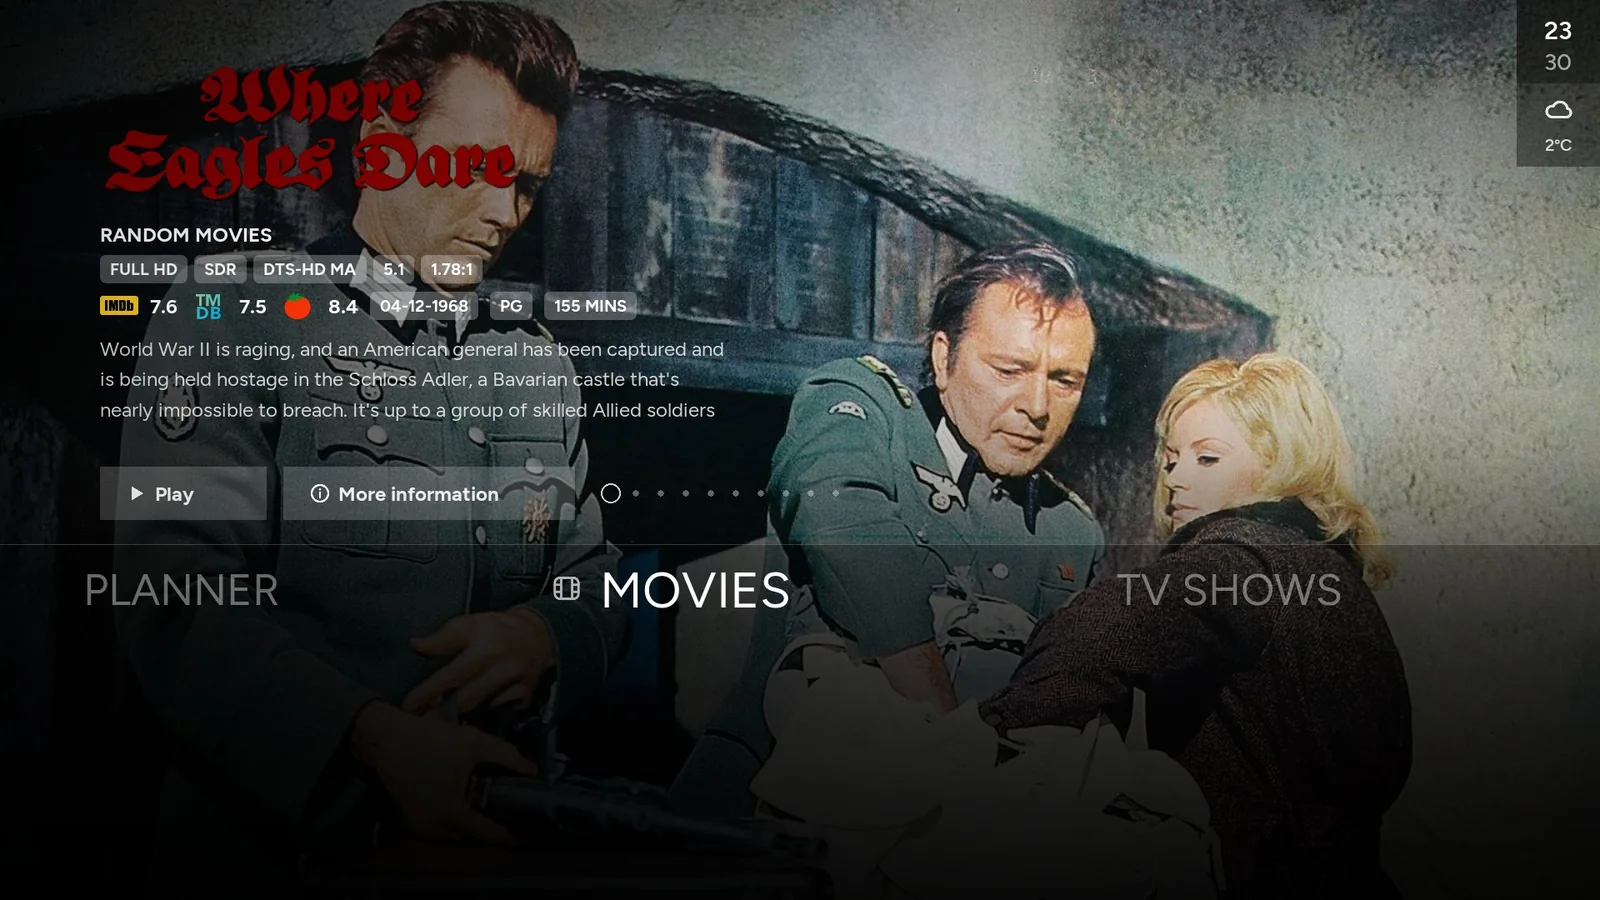 Where
Eagles Dare
23
30
2°C
RANDOM MOVIES
FULL HD SDR DTS-HD MA 5.1 1.78:1
IMDb 7.6 TMDB 7.5 8.4 04-12-1968 PG 155 MINS
World War II is raging, and an American general has been captured and
is being held hostage in the Schloss Adler, a Bavarian castle that's
nearly impossible to breach. It's up to a group of skilled Allied soldiers
Play More information
PLANNER MOVIES TV SHOWS